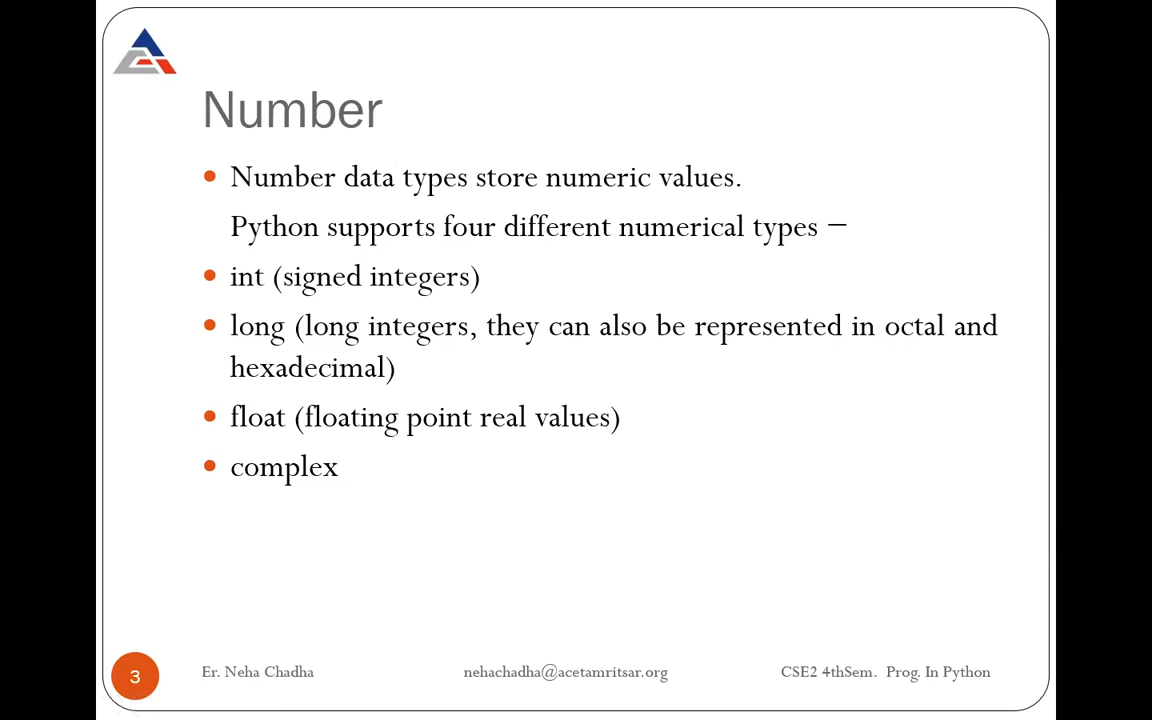 Number
Number data types store numeric values.
Python supports four different numerical types –
int (signed integers)
long (long integers, they can also be represented in octal and
hexadecimal)
float (floating point real values)
complex
3
Er. Neha Chadha
nehachadha@acetamritsar.org
CSE2 4thSem. Prog. In Python